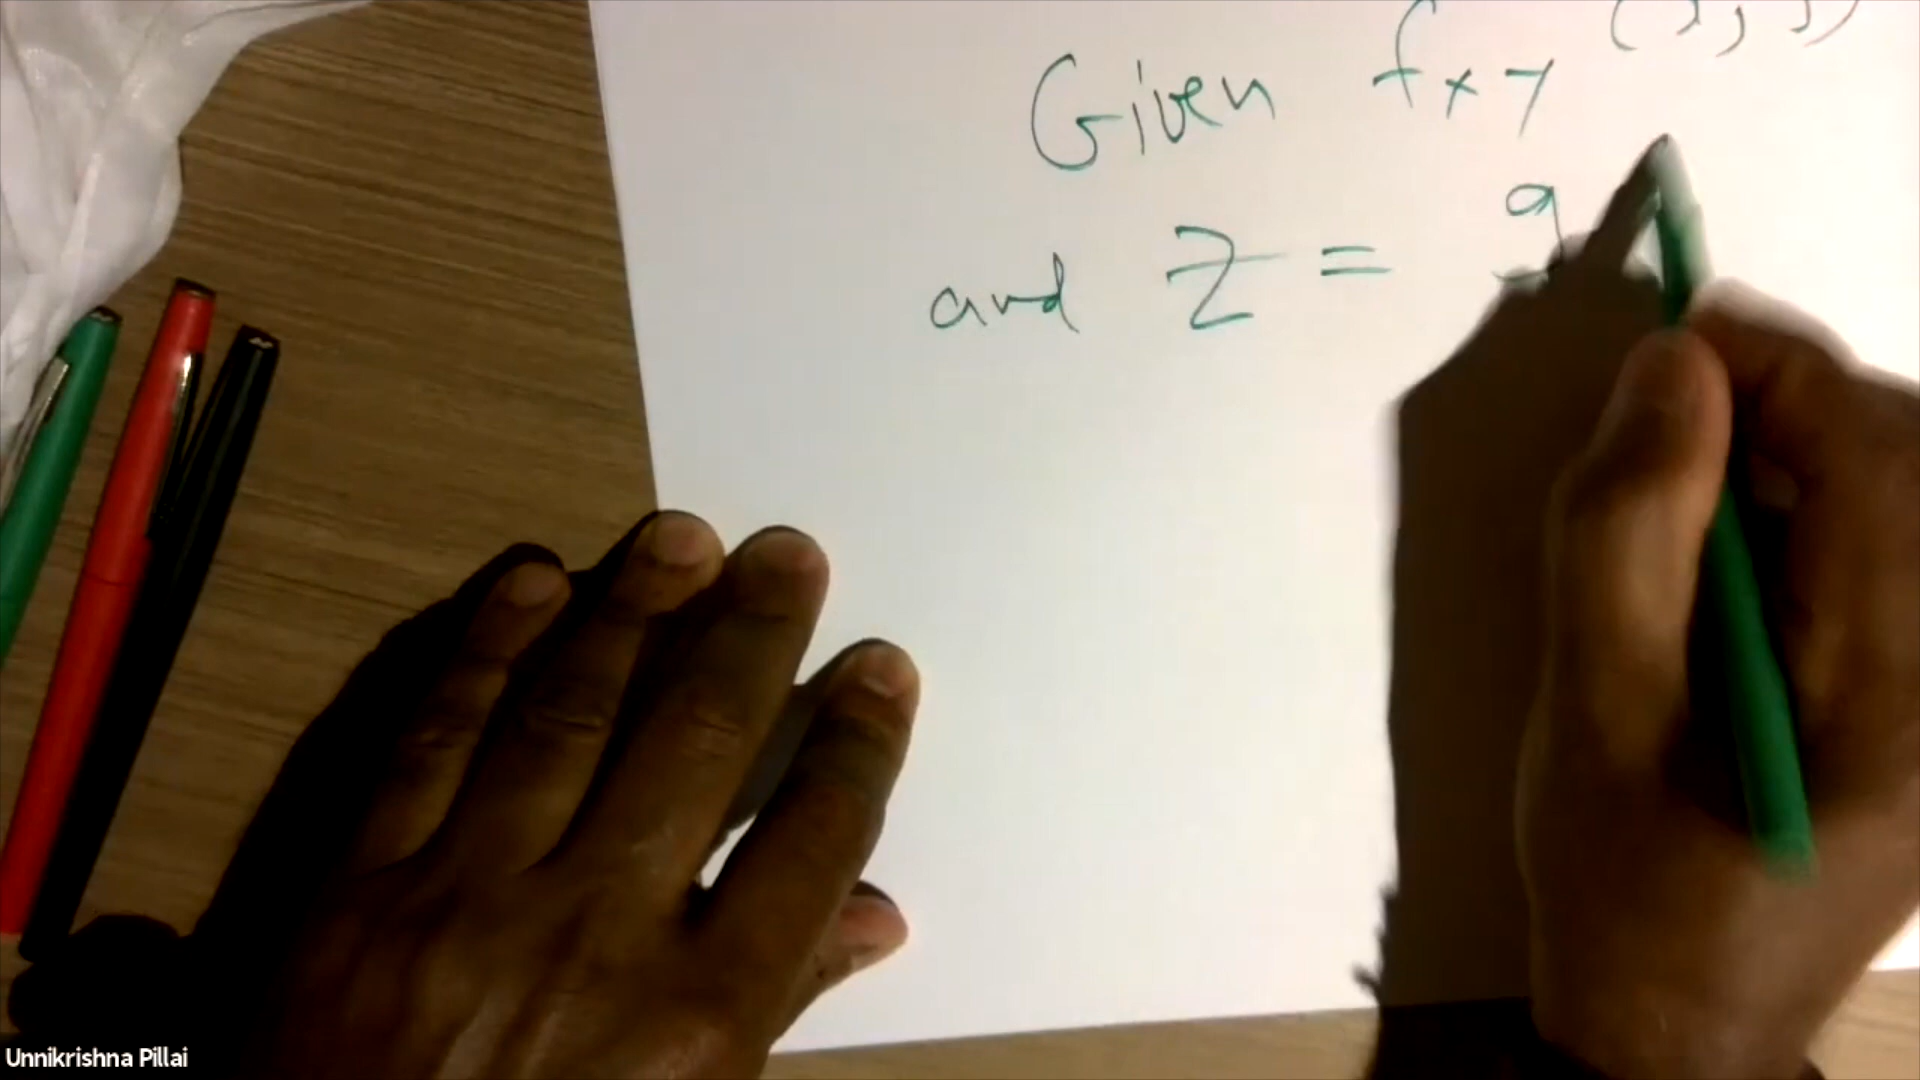 Given fxy
and Z = g
Unnikrishna Pillai